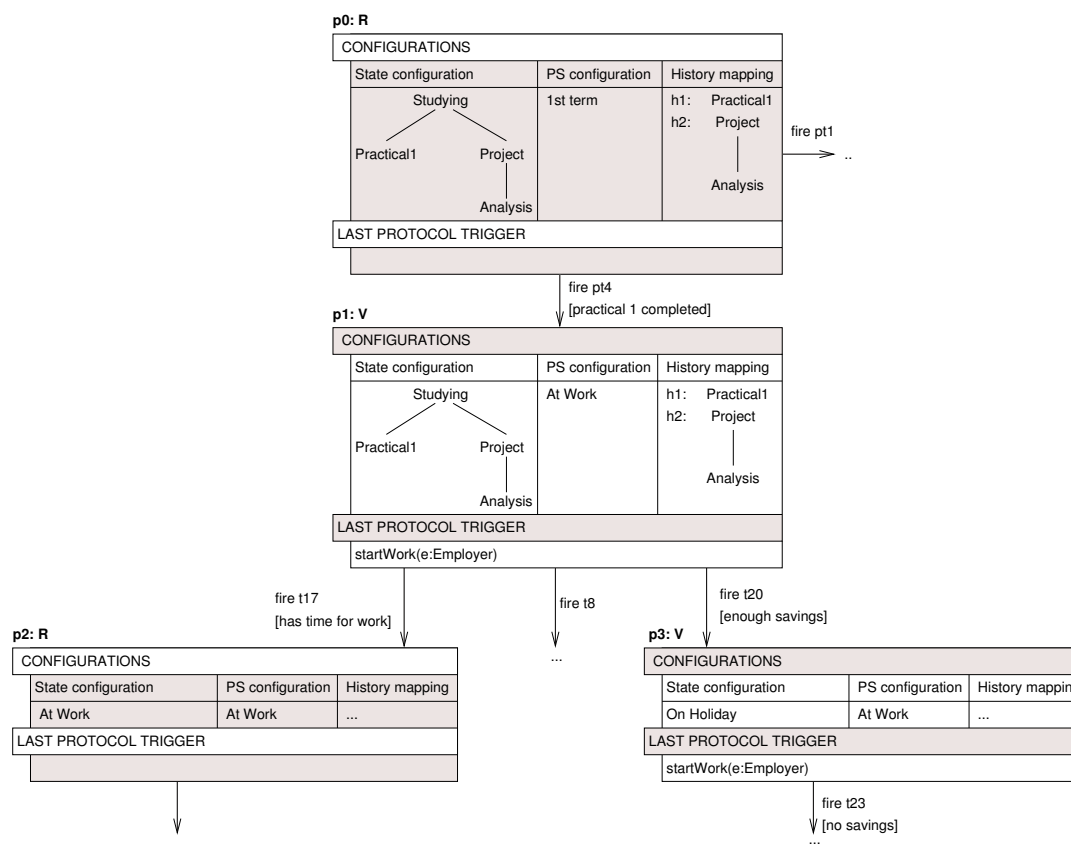 p0: R
CONFIGURATIONS
State configuration PS configuration History mapping
Studying 1st term h1: Practical1
h2: Project
fire pt1
Practical1 Project ..
Analysis
Analysis
LAST PROTOCOL TRIGGER
fire pt4
[practical 1 completed]
p1: V
CONFIGURATIONS
State configuration PS configuration History mapping
Studying At Work h1: Practical1
h2: Project
Practical1 Project
Analysis
Analysis
LAST PROTOCOL TRIGGER
startWork(e:Employer)
fire t17 fire t8 fire t20
[has time for work] [enough savings]
p2: R p3: V
...
CONFIGURATIONS CONFIGURATIONS
State configuration PS configuration History mapping State configuration PS configuration History mappin
At Work At Work ... On Holiday At Work ...
LAST PROTOCOL TRIGGER LAST PROTOCOL TRIGGER
startWork(e:Employer)
fire t23
[no savings]
...